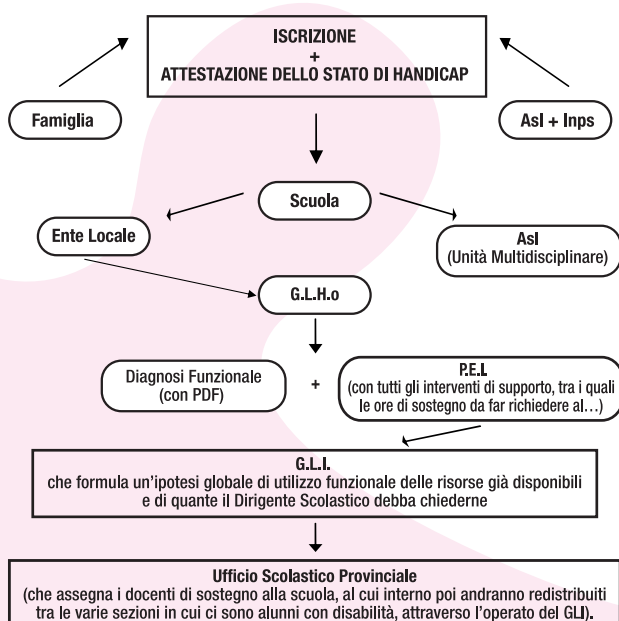 ISCRIZIONE
+
ATTESTAZIONE DELLO STATO DI HANDICAP
Famiglia
Asl + Inps
Scuola
Ente Locale
Asl
(Unità Multidisciplinare)
G.L.H.o
Diagnosi Funzionale
(con PDF)
+
P.E.I.
(con tutti gli interventi di supporto, tra i quali
le ore di sostegno da far richiedere al…)
G.L.I.
che formula un'ipotesi globale di utilizzo funzionale delle risorse già disponibili
e di quante il Dirigente Scolastico debba chiederne
Ufficio Scolastico Provinciale
(che assegna i docenti di sostegno alla scuola, al cui interno poi andranno redistribuiti
tra le varie sezioni in cui ci sono alunni con disabilità, attraverso l'operato del GLI).